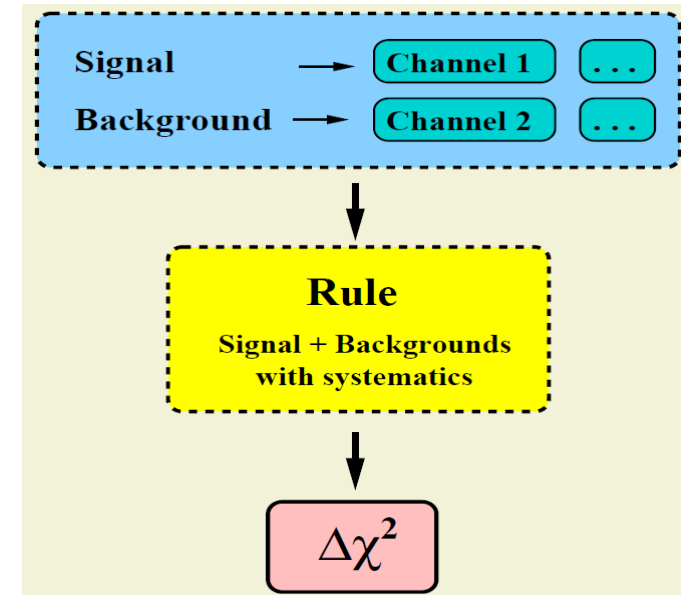 Signal → Channel 1 . . .
Background → Channel 2 . . .
Rule
Signal + Backgrounds
with systematics
Δχ²